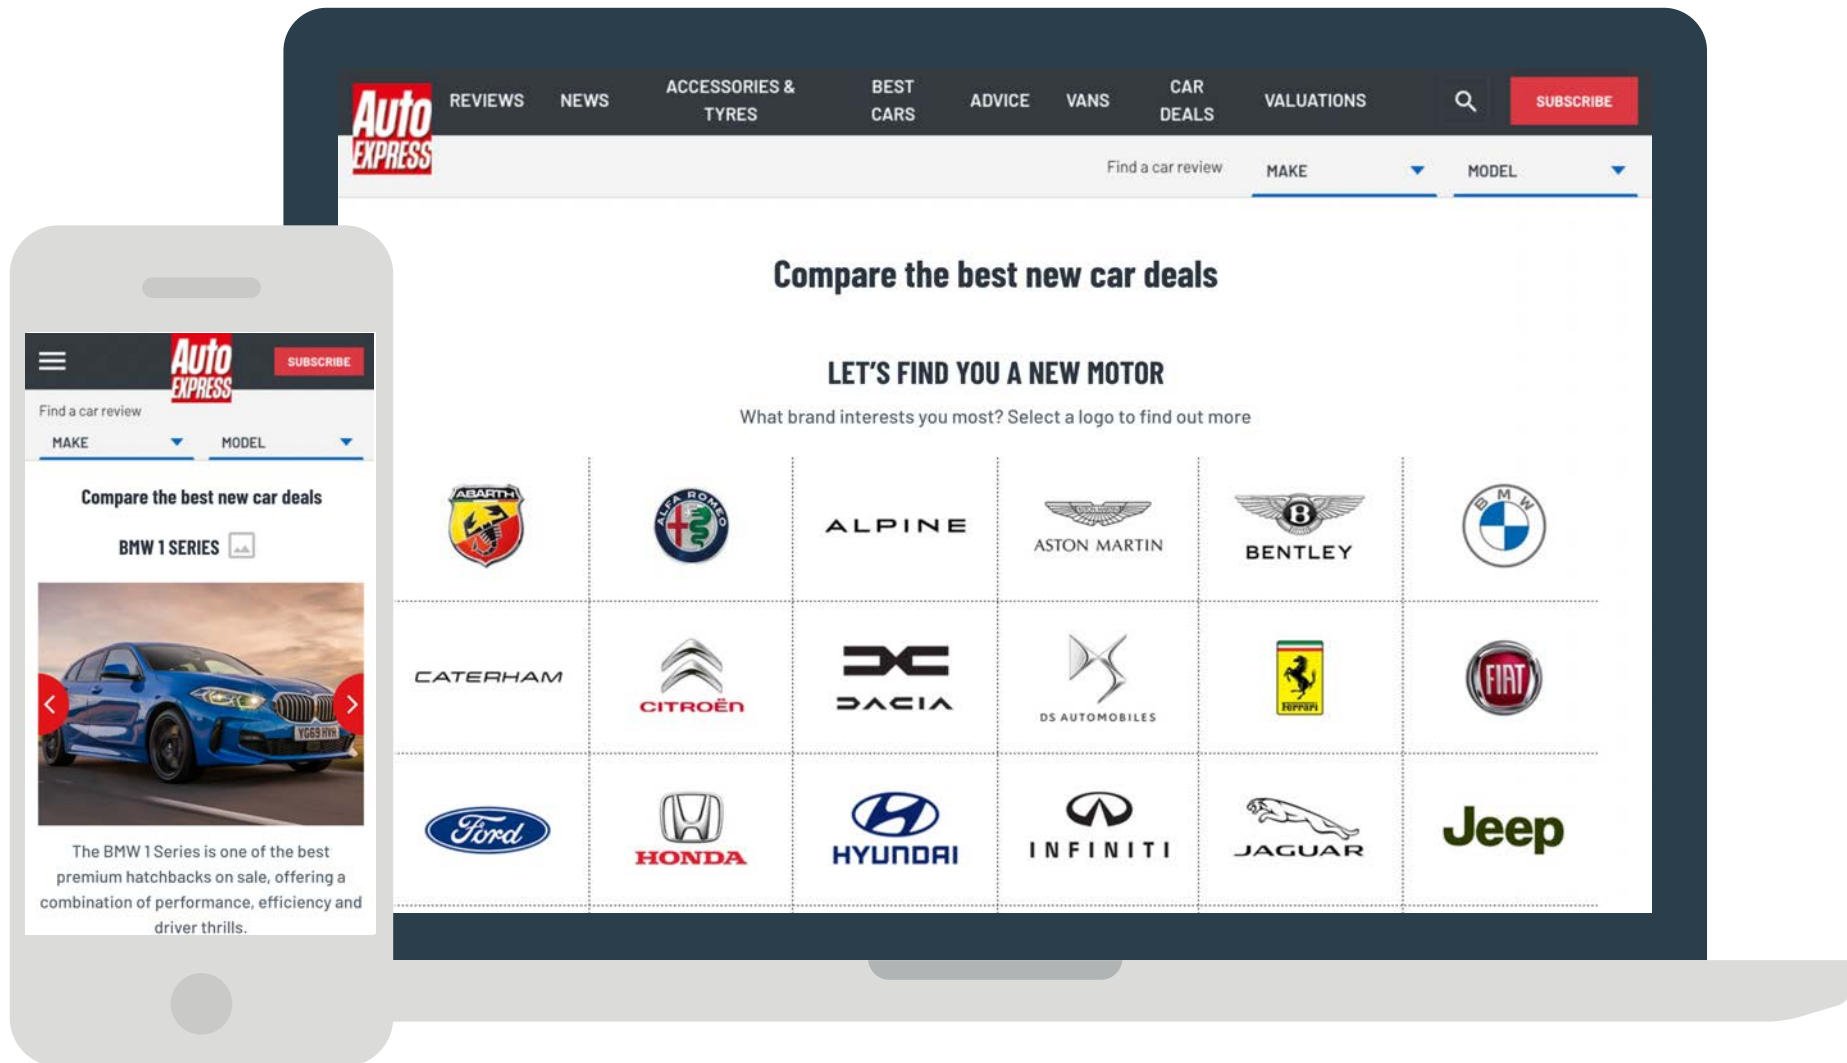 Auto
EXPRESS
REVIEWS
NEWS
ACCESSORIES &
TYRES
BEST
CARS
ADVICE
VANS
CAR
DEALS
VALUATIONS
SUBSCRIBE
Find a car review
MAKE
MODEL
Compare the best new car deals
LET'S FIND YOU A NEW MOTOR
What brand interests you most? Select a logo to find out more
ABARTH
ALFA ROMEO
ALPINE
ASTON MARTIN
ASTON MARTIN
B
BENTLEY
BMW
CATERHAM
CITROËN
DACIA
DS AUTOMOBILES
Ferrari
FIAT
Ford
HONDA
HYUNDAI
INFINITI
JAGUAR
Jeep
Auto
EXPRESS
SUBSCRIBE
Find a car review
MAKE
MODEL
Compare the best new car deals
BMW 1 SERIES
YG69 HVH
The BMW 1 Series is one of the best
premium hatchbacks on sale, offering a
combination of performance, efficiency and
driver thrills.